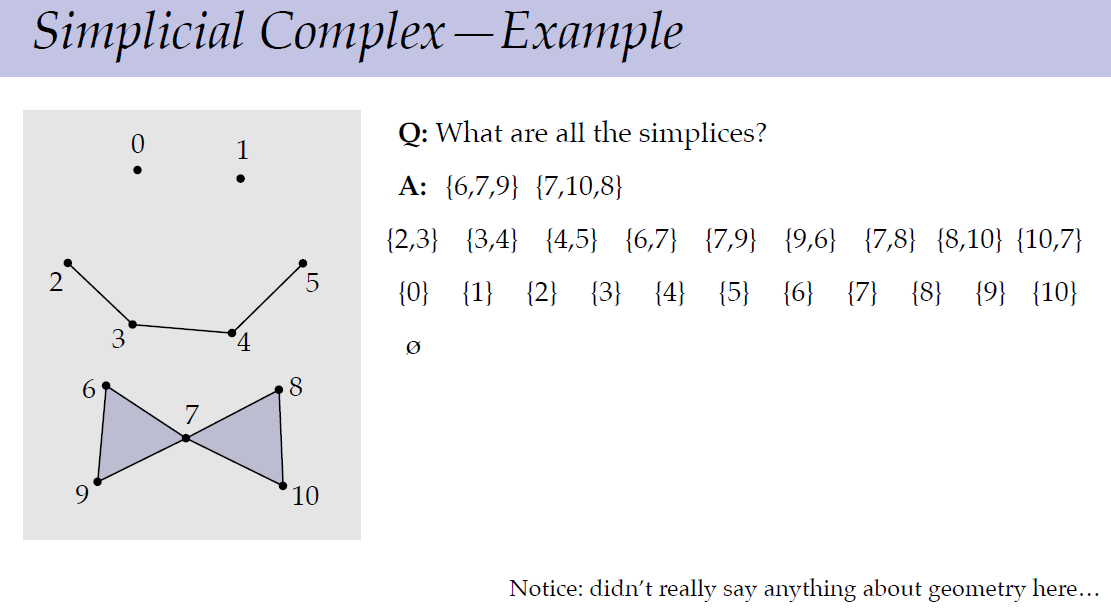 Simplicial Complex—Example
0
1
2
3
4
5
6
7
8
9
10
Q: What are all the simplices?
A: {6,7,9} {7,10,8}
{2,3} {3,4} {4,5} {6,7} {7,9} {9,6} {7,8} {8,10} {10,7}
{0} {1} {2} {3} {4} {5} {6} {7} {8} {9} {10}
ø
Notice: didn’t really say anything about geometry here…